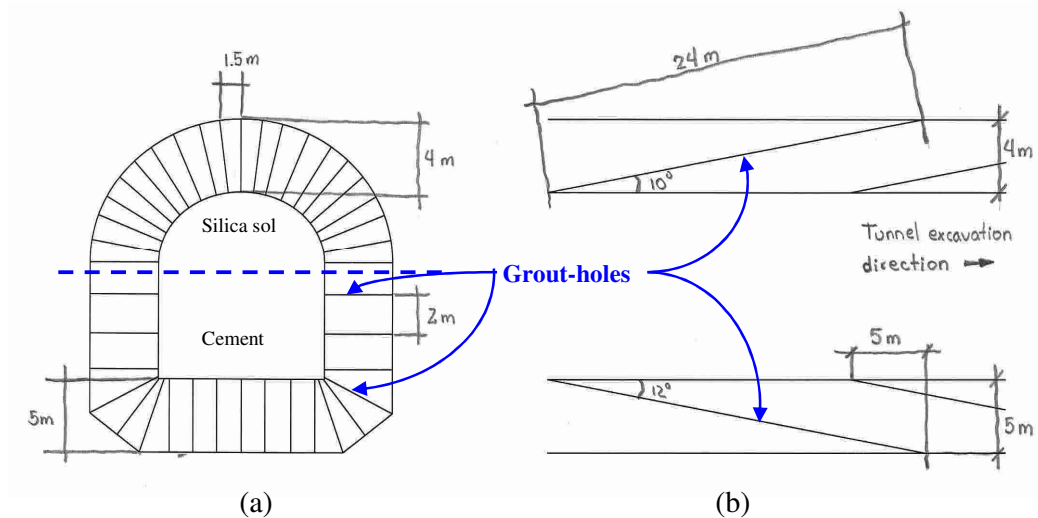 1.5m
4m
Silica sol
Cement
2m
5m
(a)
Grout-holes
24m
10°
4m
Tunnel excavation
direction →
5m
12°
5m
(b)